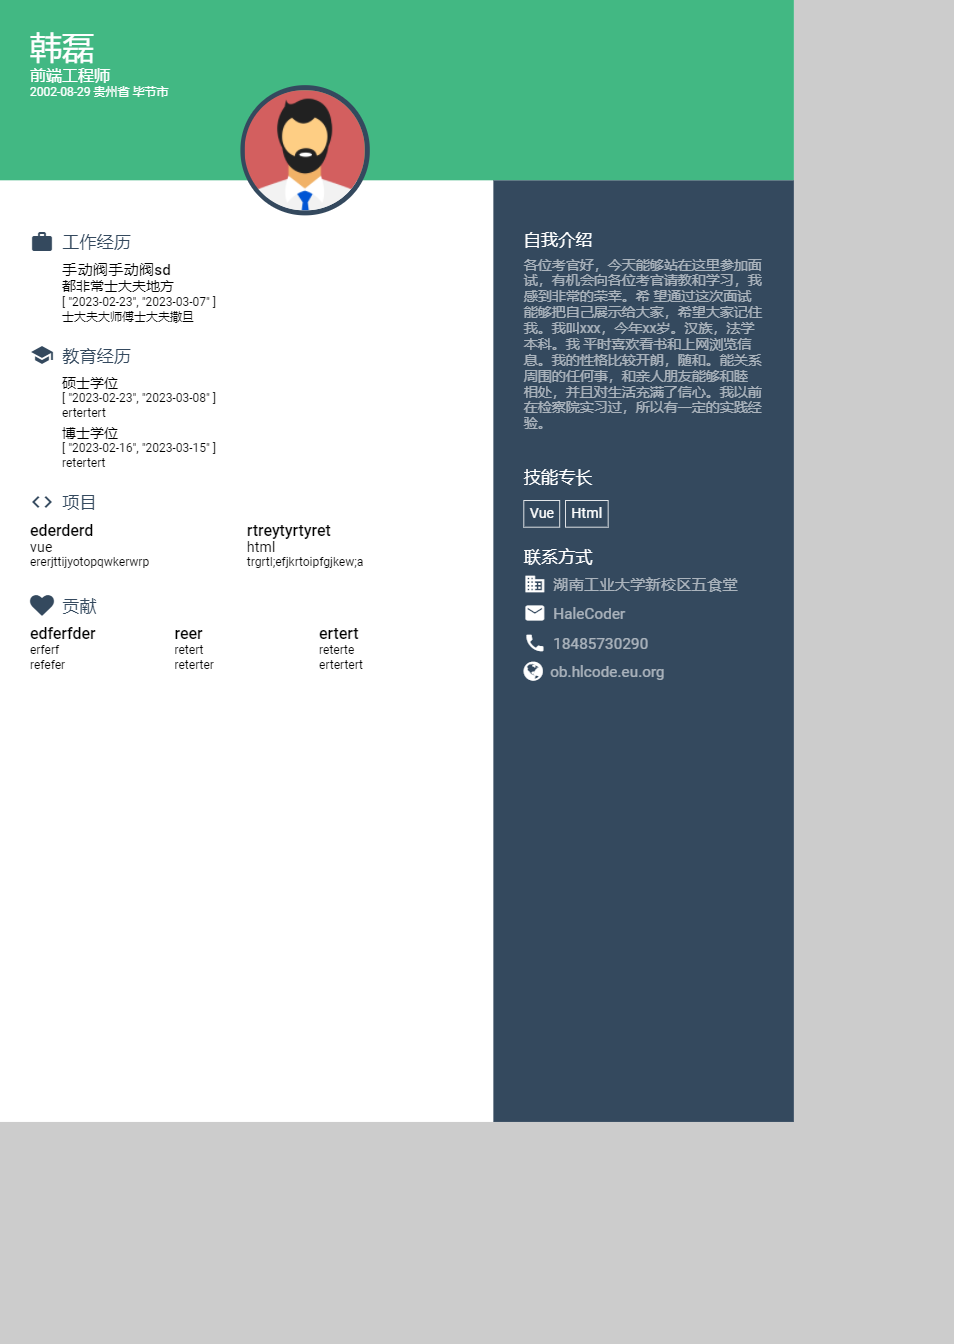 韩磊
前端工程师
2002-08-29 贵州省 毕节市
工作经历
手动阀手动阀sd
都非常士大夫地方
[ "2023-02-23", "2023-03-07" ]
士大夫大师傅士大夫撒旦
教育经历
硕士学位
[ "2023-02-23", "2023-03-08" ]
ertertert
博士学位
[ "2023-02-16", "2023-03-15" ]
retertert
项目
ederderd
vue
ererjttijyotopqwkerwrp
rtreytyrtyret
html
trgrtl;efjkrtoipfgjkew;a
贡献
edferfder
erferf
refefer
reer
retert
reterter
ertert
reterte
ertertert
自我介绍
各位考官好，今天能够站在这里参加面
试，有机会向各位考官请教和学习，我
感到非常的荣幸。希 望通过这次面试
能够把自己展示给大家，希望大家记住
我。我叫xxx，今年xx岁。汉族，法学
本科。我 平时喜欢看书和上网浏览信
息。我的性格比较开朗，随和。能关系
周围的任何事，和亲人朋友能够和睦
相处，并且对生活充满了信心。我以前
在检察院实习过，所以有一定的实践经
验。
技能专长
Vue
Html
联系方式
湖南工业大学新校区五食堂
HaleCoder
18485730290
ob.hlcode.eu.org